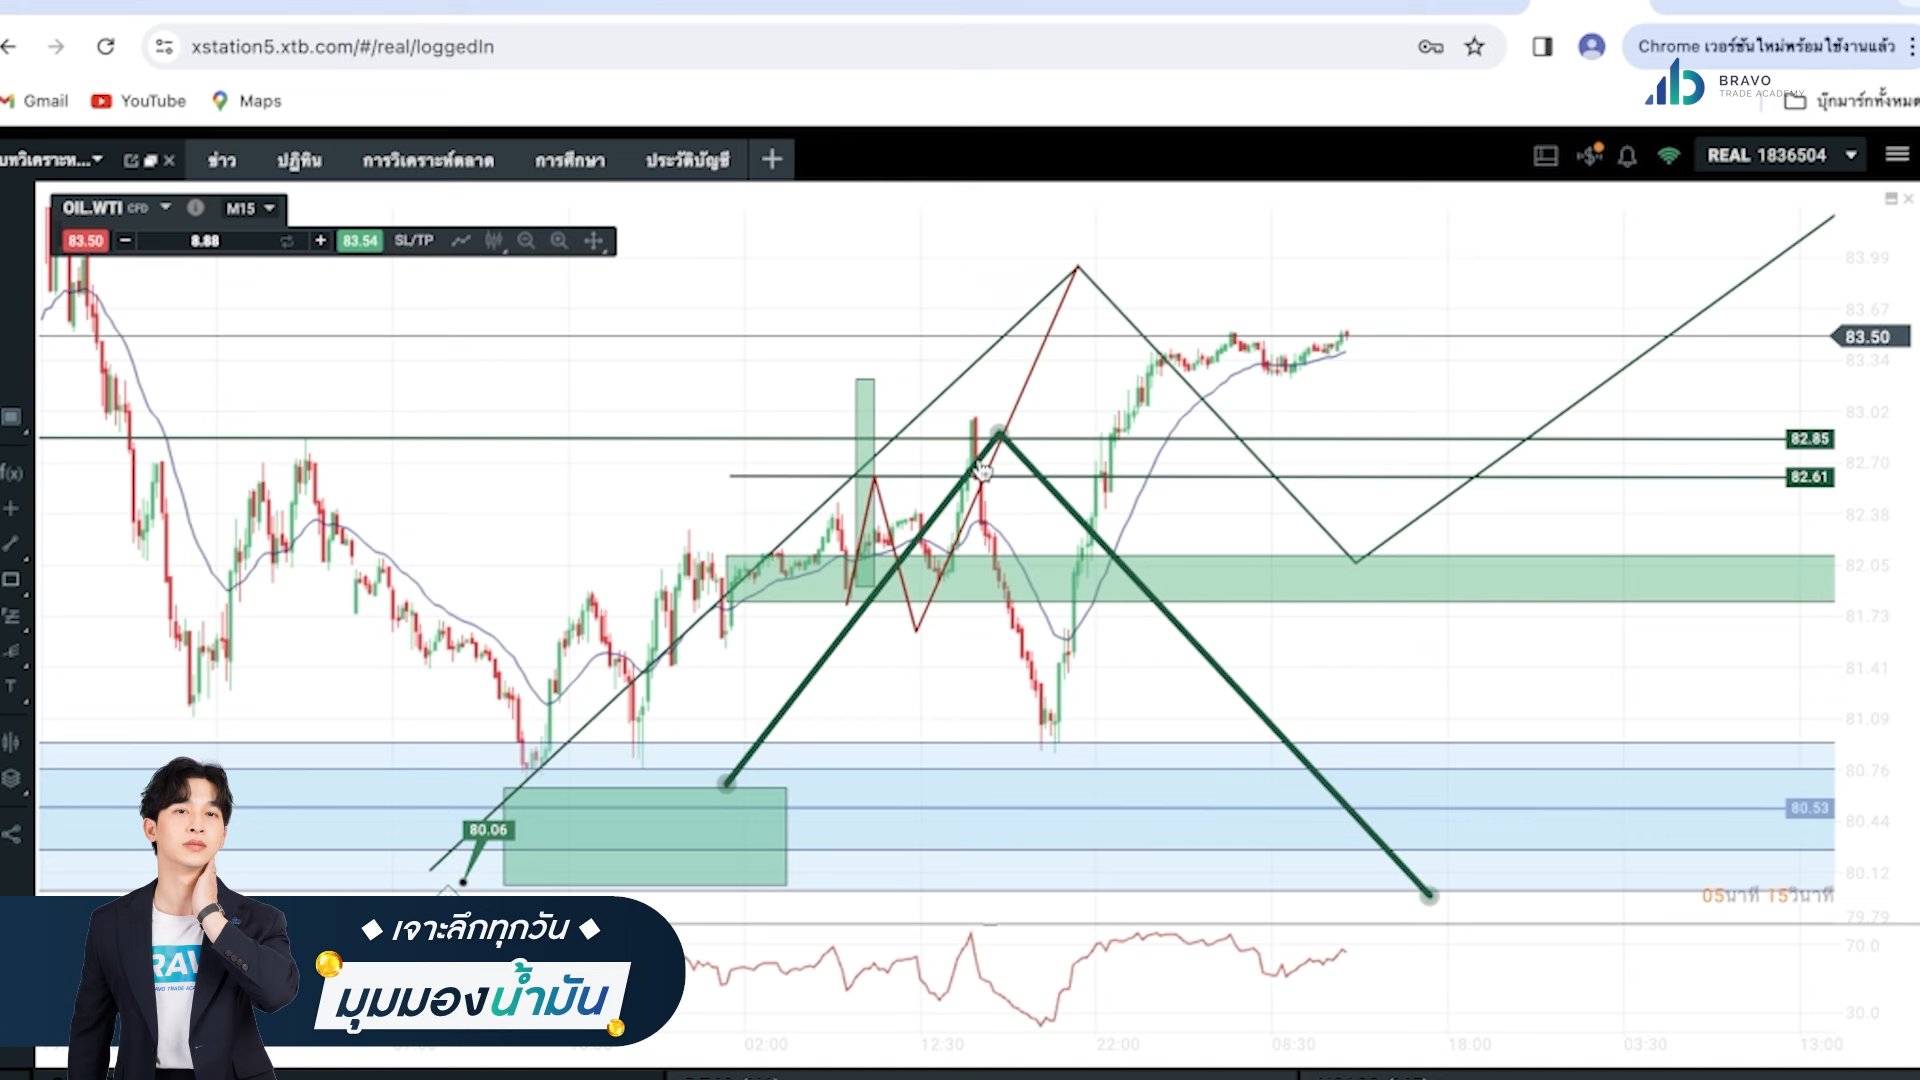 xstation5.xtb.com/#/real/loggedIn
Chrome เวอร์ชันใหม่พร้อมใช้งานแล้ว
Gmail YouTube Maps
BRAVO
TRADE ACADEMY
บุ๊กมาร์กทั้งหมด
บทวิเคราะห... ข่าว ปฏิทิน การวิเคราะห์ตลาด การศึกษา ประวัติบัญชี
REAL 1836504
OIL.WTI CFD M15
83.50 8.88 83.54 SL/TP
83.99
83.67
83.50
83.34
83.02
82.85
82.70
82.61
82.38
82.05
81.73
81.41
81.09
80.76
80.53
80.44
80.12
79.79
80.06
f(x)
T
05นาที 15วินาที
70.0
30.0
02:00 12:30 22:00 08:30 18:00 03:30 13:00
เจาะลึกทุกวัน
มุมมองน้ำมัน